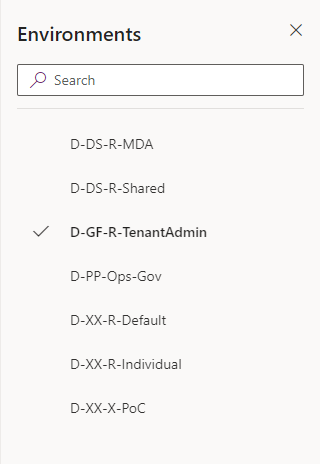 Environments
Search
D-DS-R-MDA
D-DS-R-Shared
D-GF-R-TenantAdmin
D-PP-Ops-Gov
D-XX-R-Default
D-XX-R-Individual
D-XX-X-PoC